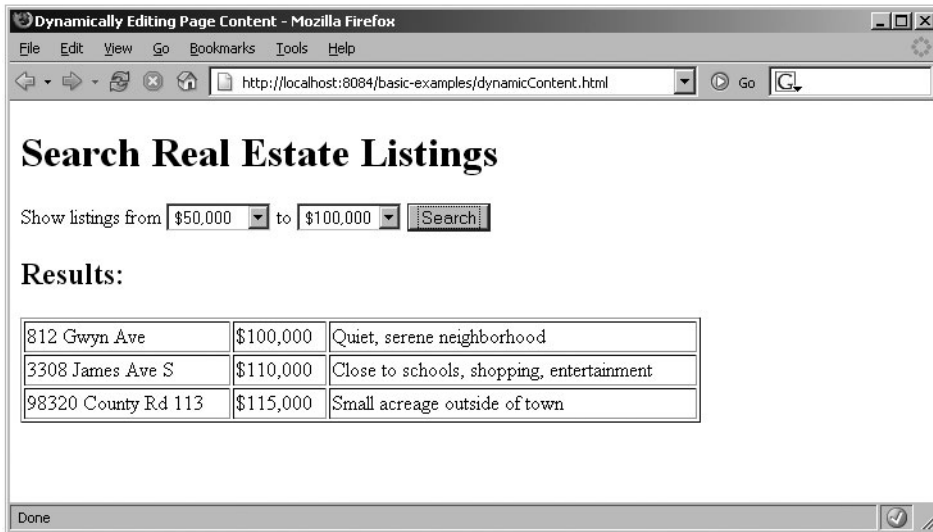 Dynamically Editing Page Content - Mozilla Firefox
File Edit View Go Bookmarks Tools Help
http://localhost:8084/basic-examples/dynamicContent.html Go G
Search Real Estate Listings
Show listings from $50,000 to $100,000 Search
Results:
812 Gwyn Ave $100,000 Quiet, serene neighborhood
3308 James Ave S $110,000 Close to schools, shopping, entertainment
98320 County Rd 113 $115,000 Small acreage outside of town
Done